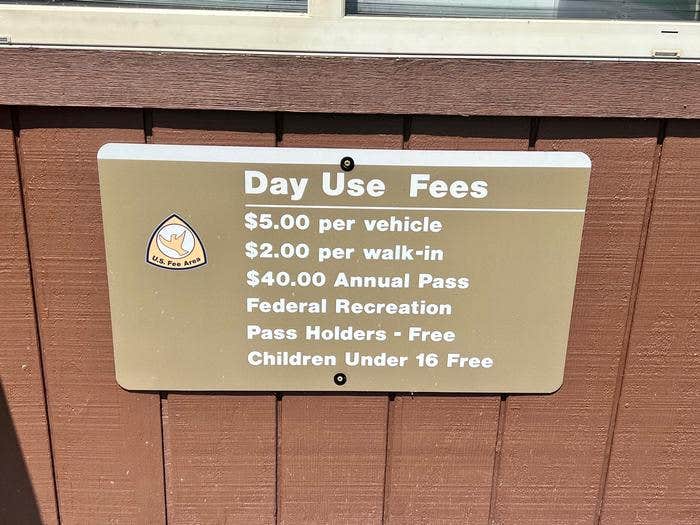 Day Use Fees
$5.00 per vehicle
$2.00 per walk-in
$40.00 Annual Pass
Federal Recreation
Pass Holders - Free
Children Under 16 Free
U.S. Fee Area